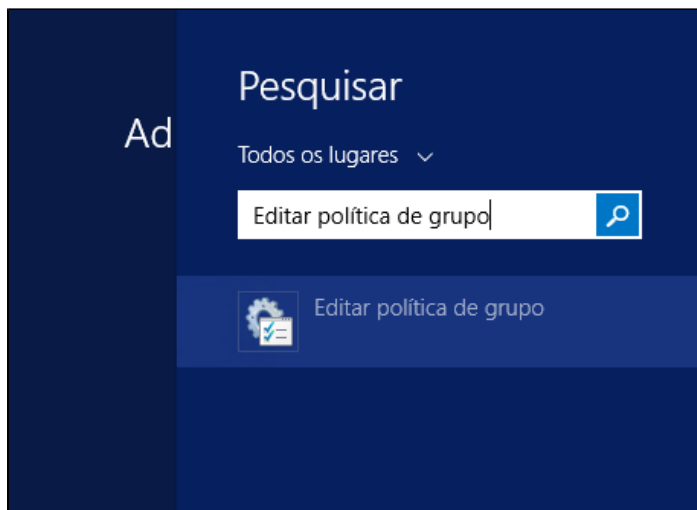 Pesquisar
Ad
Todos os lugares
Editar política de grupo
Editar política de grupo